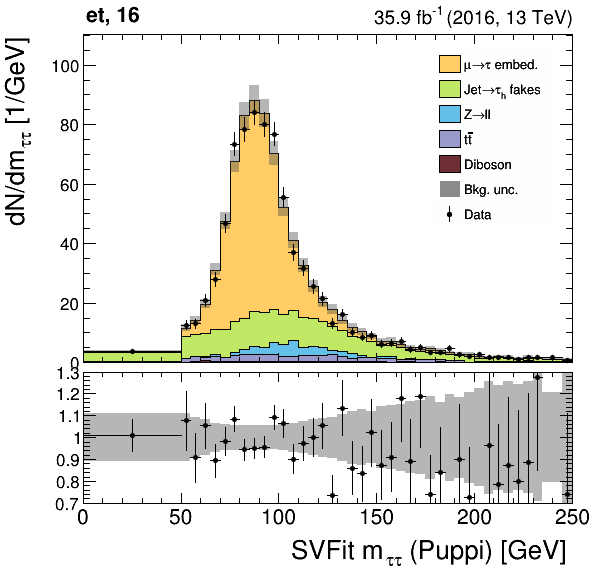 et, 16
35.9 fb⁻¹ (2016, 13 TeV)
dN/dm_ττ [1/GeV]
100
80
60
40
20
0
μ→τ embed.
Jet→τ_h fakes
Z→ll
tt̄
Diboson
Bkg. unc.
Data
1.3
1.2
1.1
1
0.9
0.8
0.7
0 50 100 150 200 250
SVFit m_ττ (Puppi) [GeV]